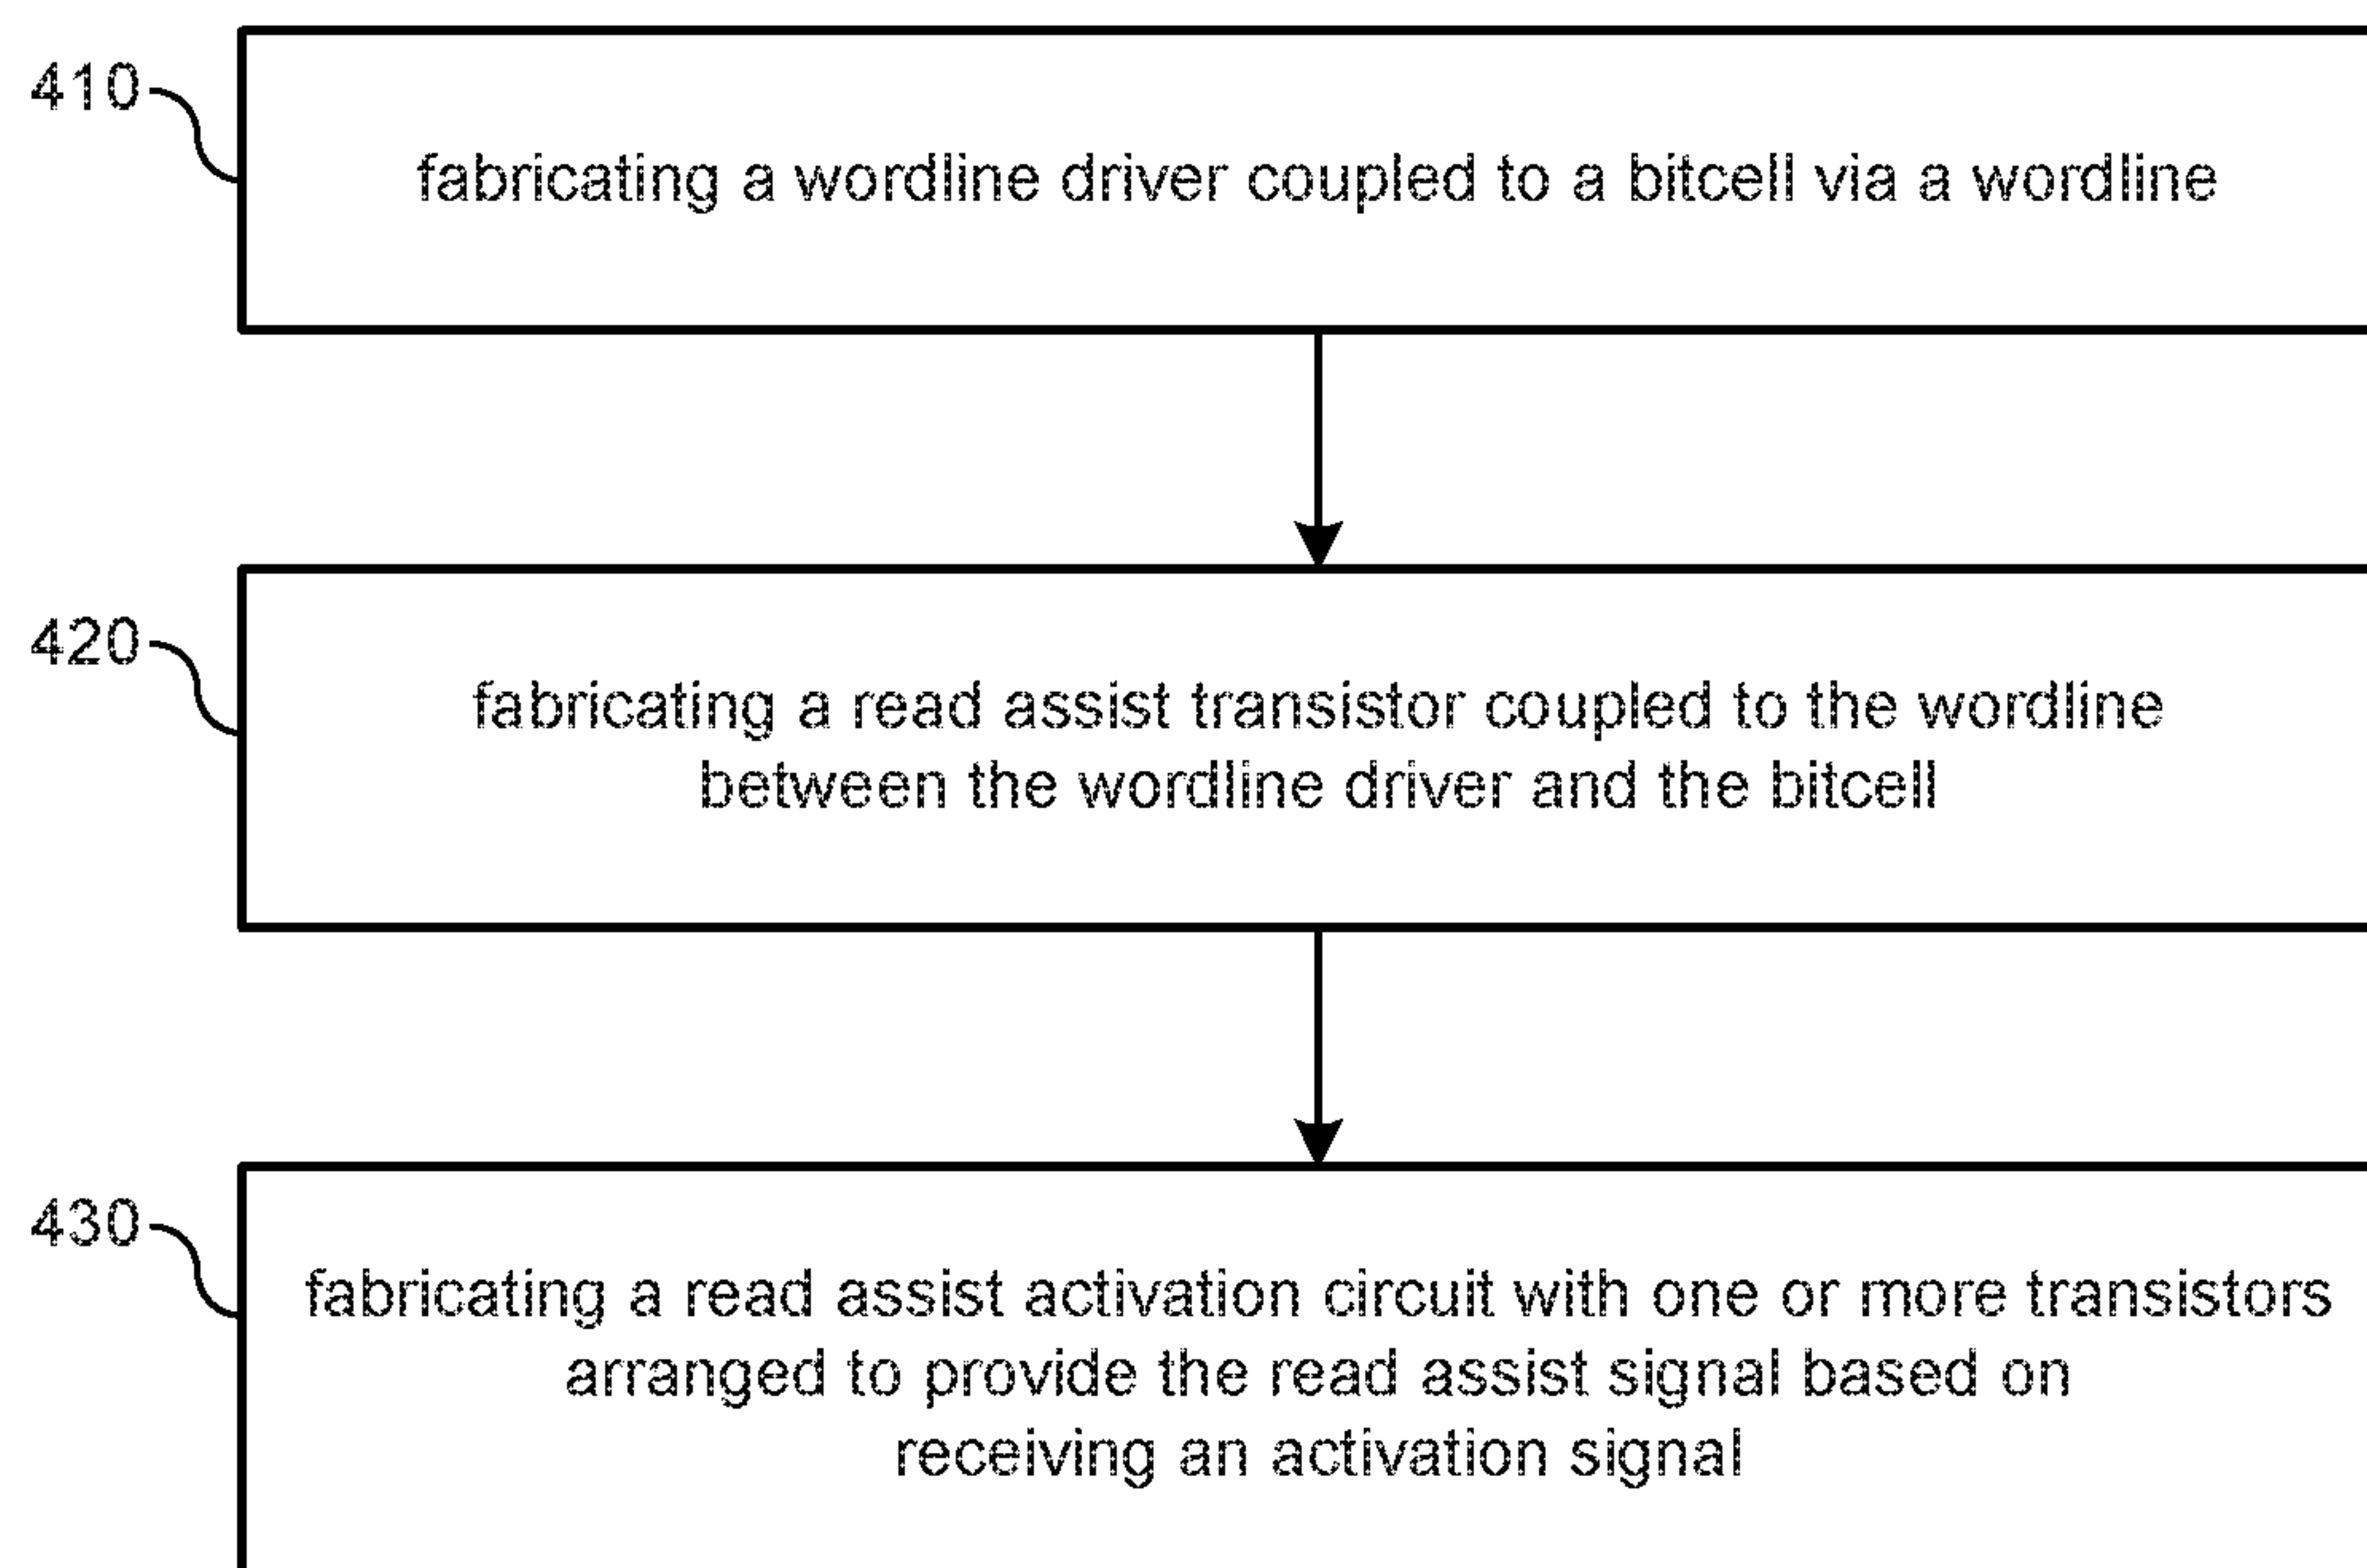 410
fabricating a wordline driver coupled to a bitcell via a wordline
420
fabricating a read assist transistor coupled to the wordline
between the wordline driver and the bitcell
430
fabricating a read assist activation circuit with one or more transistors
arranged to provide the read assist signal based on
receiving an activation signal